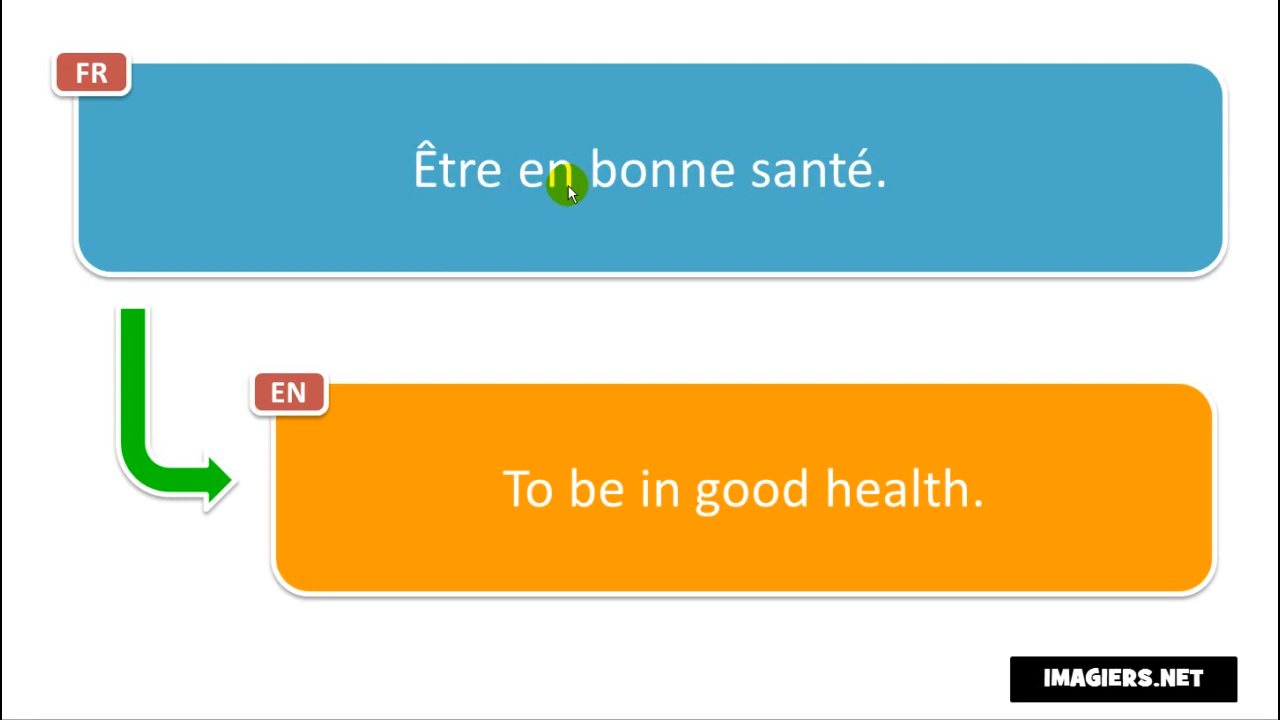 FR
Être en bonne santé.
EN
To be in good health.
IMAGIERS.NET